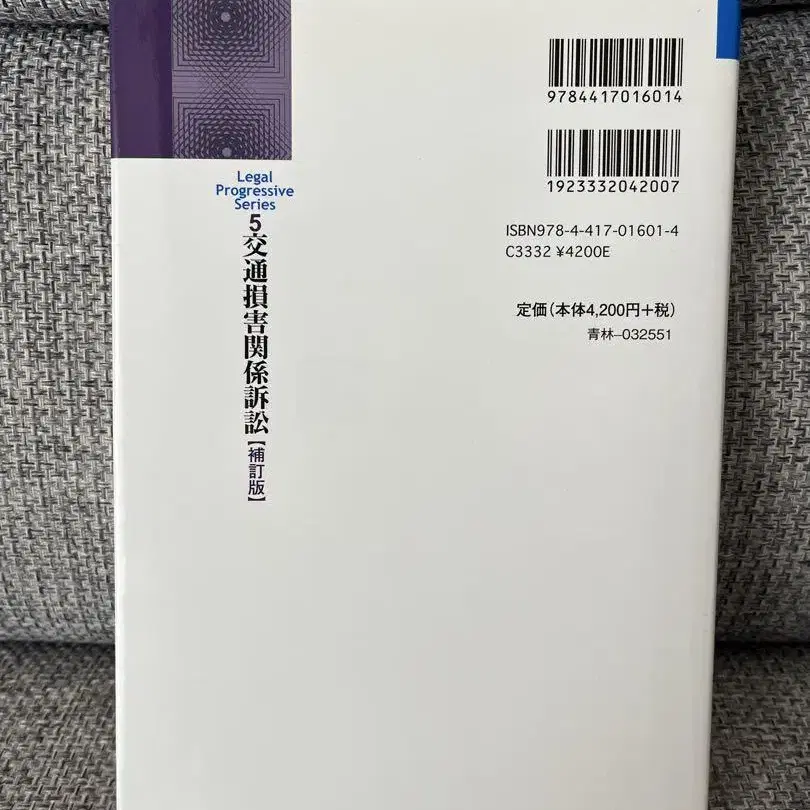 9784417016014
1923332042007
ISBN978-4-417-01601-4
C3332 ¥4200E
定価(本体4,200円+税)
青林–032551
Legal
Progressive
Series
5交通損害関係訴訟【補訂版】